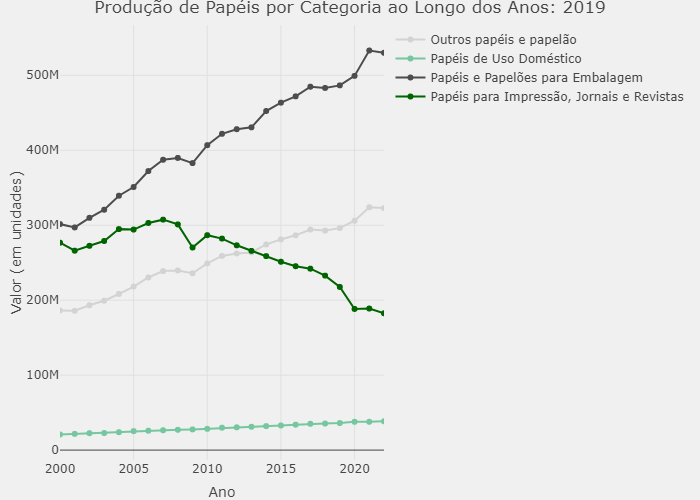 Produção de Papéis por Categoria ao Longo dos Anos: 2019
Outros papéis e papelão
Papéis de Uso Doméstico
Papéis e Papelões para Embalagem
Papéis para Impressão, Jornais e Revistas
Valor (em unidades)
500M
400M
300M
200M
100M
0
2000 2005 2010 2015 2020
Ano